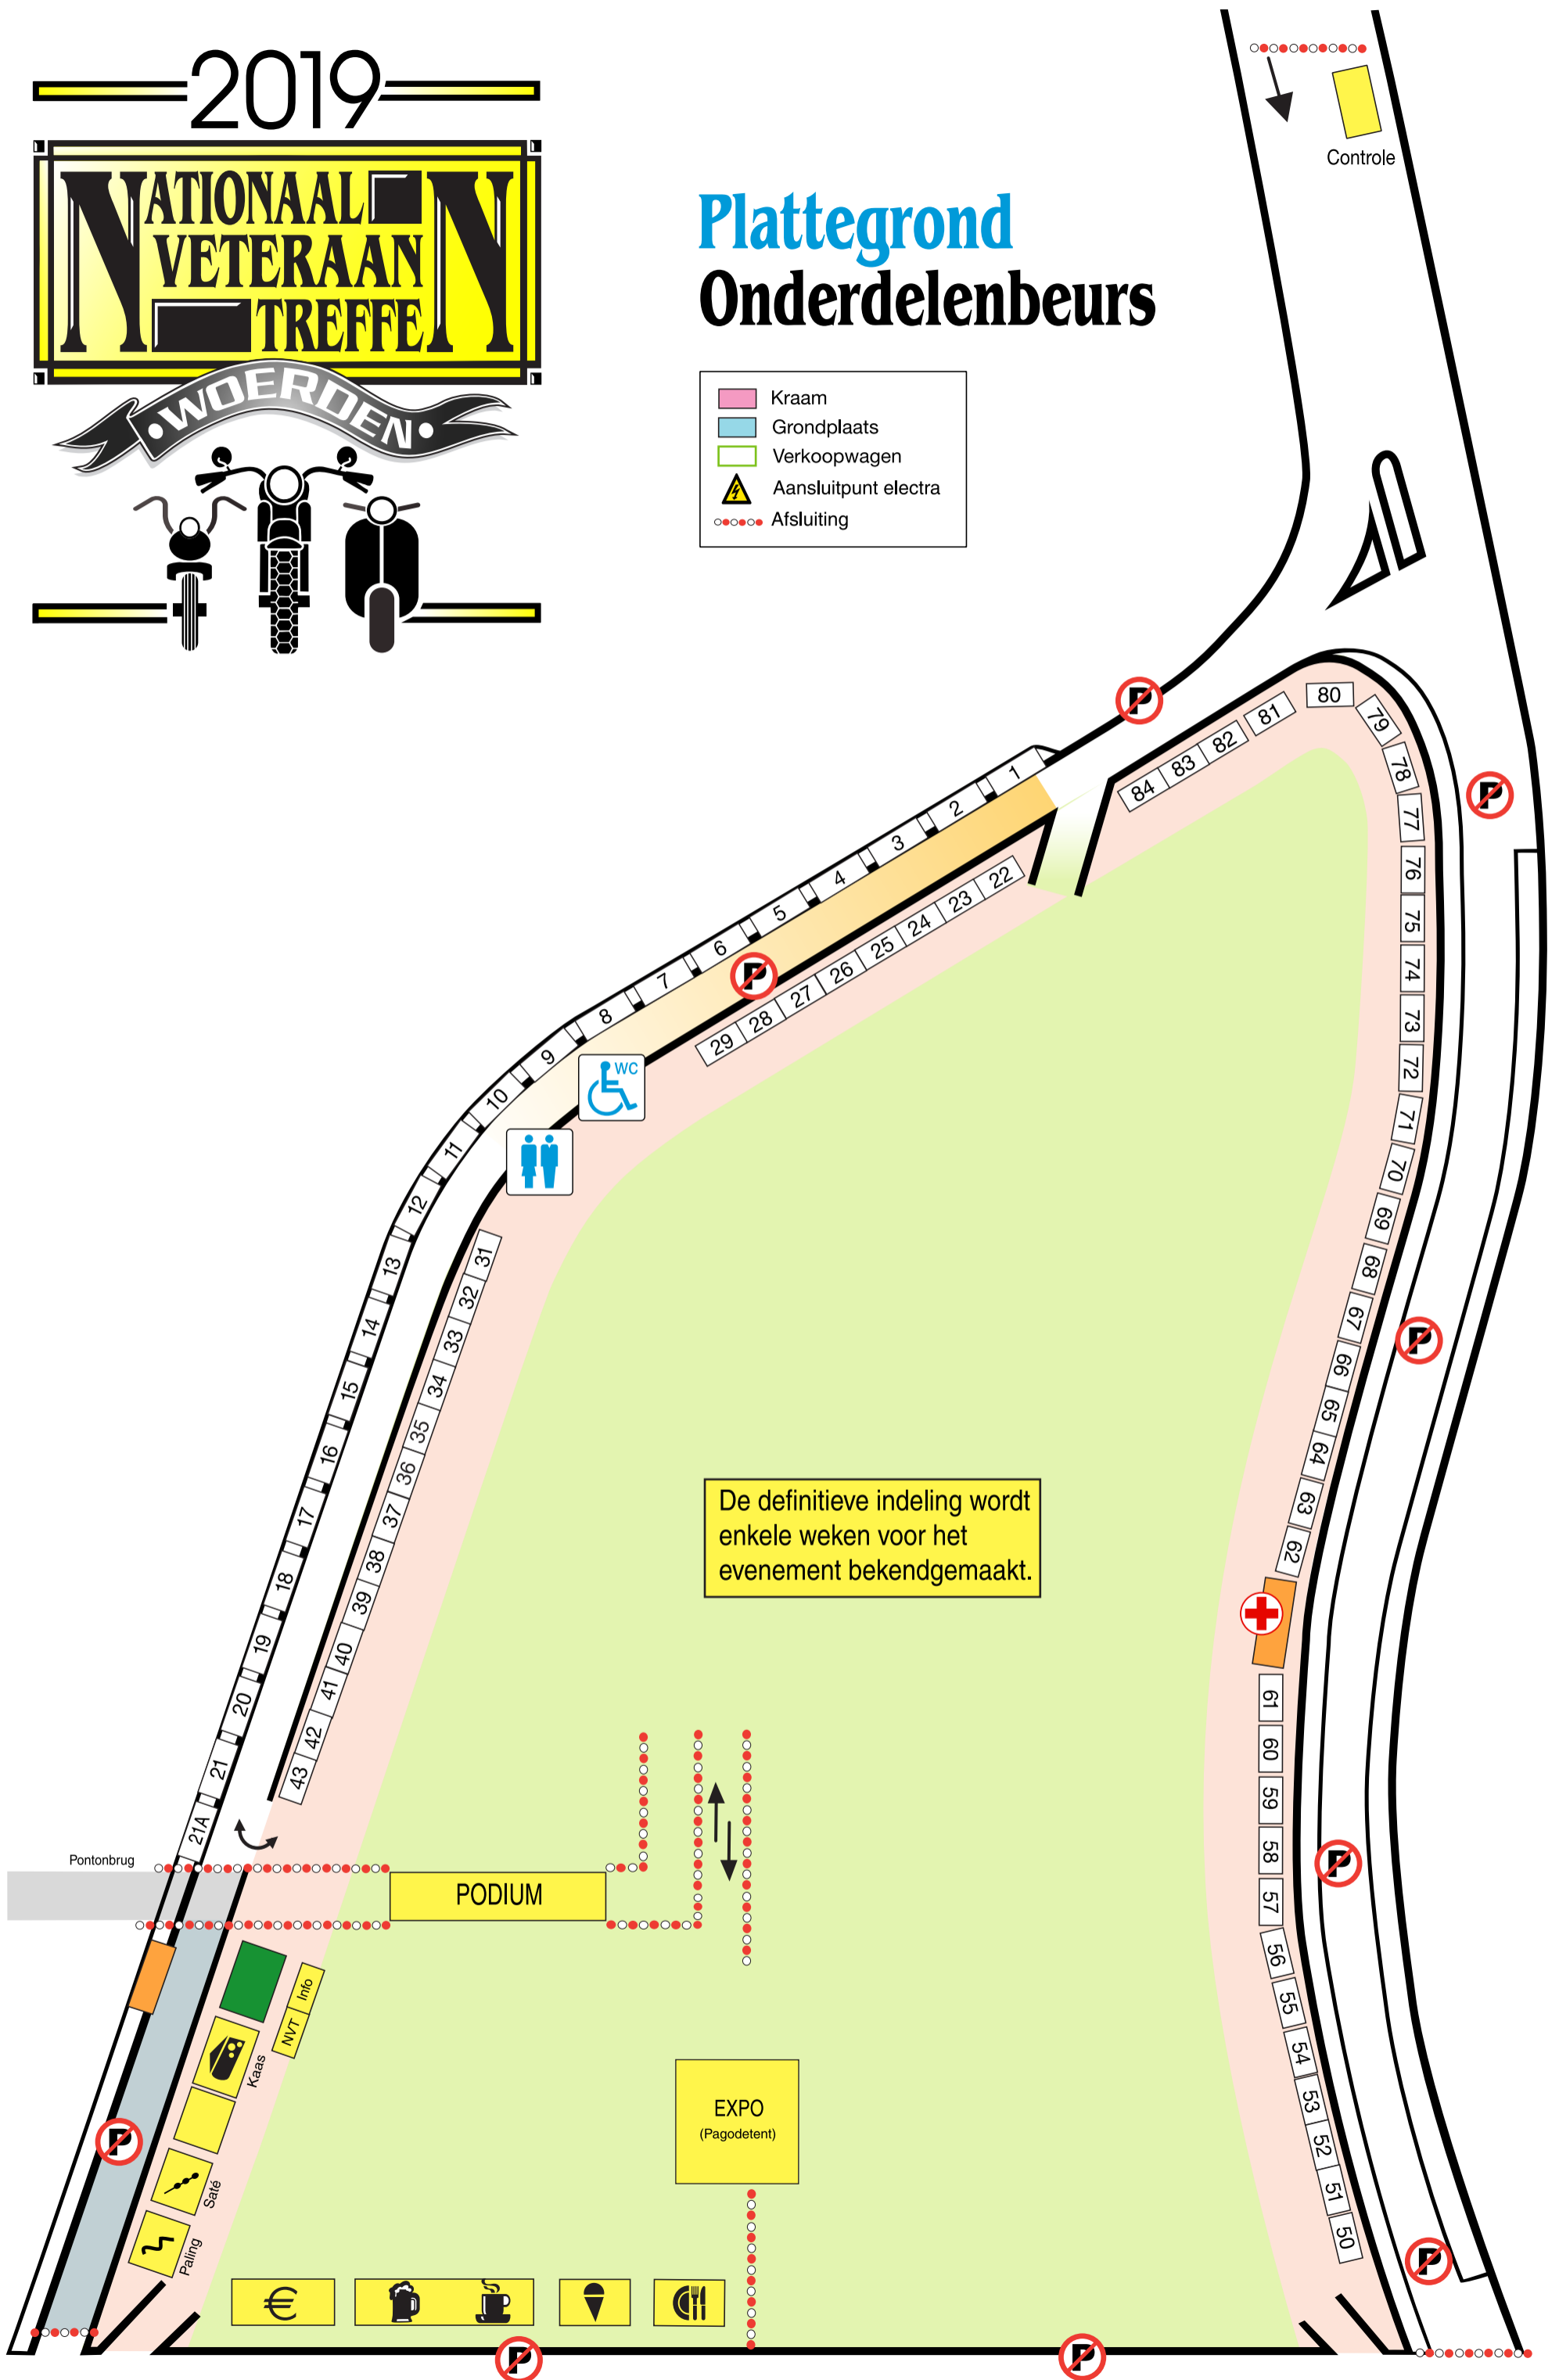 2019
NATIONAAL
VETERAAN
TREFFEN
WOERDEN
Plattegrond
Onderdelenbeurs
Kraam
Grondplaats
Verkoopwagen
Aansluitpunt electra
Afsluiting
Controle
80
81
82
83
84
79
78
77
76
75
74
73
72
71
70
69
68
67
66
65
64
63
62
61
60
59
58
57
56
55
54
53
52
51
50
1
2
3
4
5
6
7
8
9
10
11
12
13
14
15
16
17
18
19
20
21
21A
22
23
24
25
26
27
28
29
WC
31
32
33
34
35
36
37
38
39
40
41
42
43
P
P
P
P
P
P
P
P
P
De definitieve indeling wordt
enkele weken voor het
evenement bekendgemaakt.
Pontonbrug
PODIUM
Info
NVT
Kaas
Saté
Paling
EXPO
(Pagodetent)
€